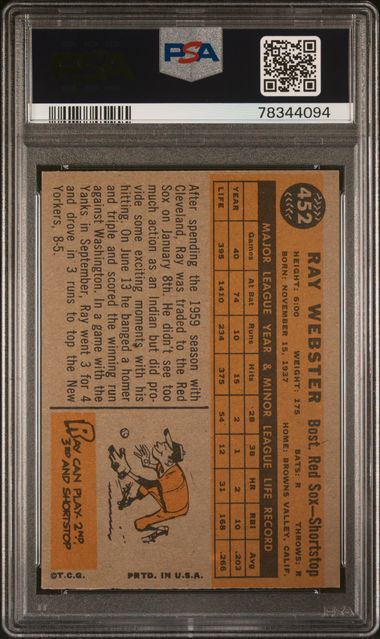 PSA
PSA
78344094
452
RAY WEBSTER Bost. Red Sox—Shortstop
HEIGHT: 6:00 WEIGHT: 175 BATS: R THROWS: R
BORN: NOVEMBER 15, 1937 HOME: BROWNS VALLEY, CALIF.
MAJOR LEAGUE YEAR & MINOR LEAGUE LIFE RECORD
Games At Bat Runs Hits 2B 3B HR RBI Avg
YEAR 40 74 10 15 2 1 2 10 .203
LIFE 395 1410 234 375 54 12 31 168 .266
After spending the 1959 season with
Cleveland, Ray was traded to the Red
Sox on January 8th. He didn't see too
much action as an Indian but did pro-
vide some exciting moments with his
hitting. On June 13 he banged a homer
and triple and scored the winning run
against Washington. In a game with the
Yanks in September, Ray went 3 for 4
and drove in 3 runs to top the New
Yorkers, 8-5
RAY CAN PLAY 2ND,
3RD AND SHORTSTOP
©T.C.G. PRTD. IN U.S.A.